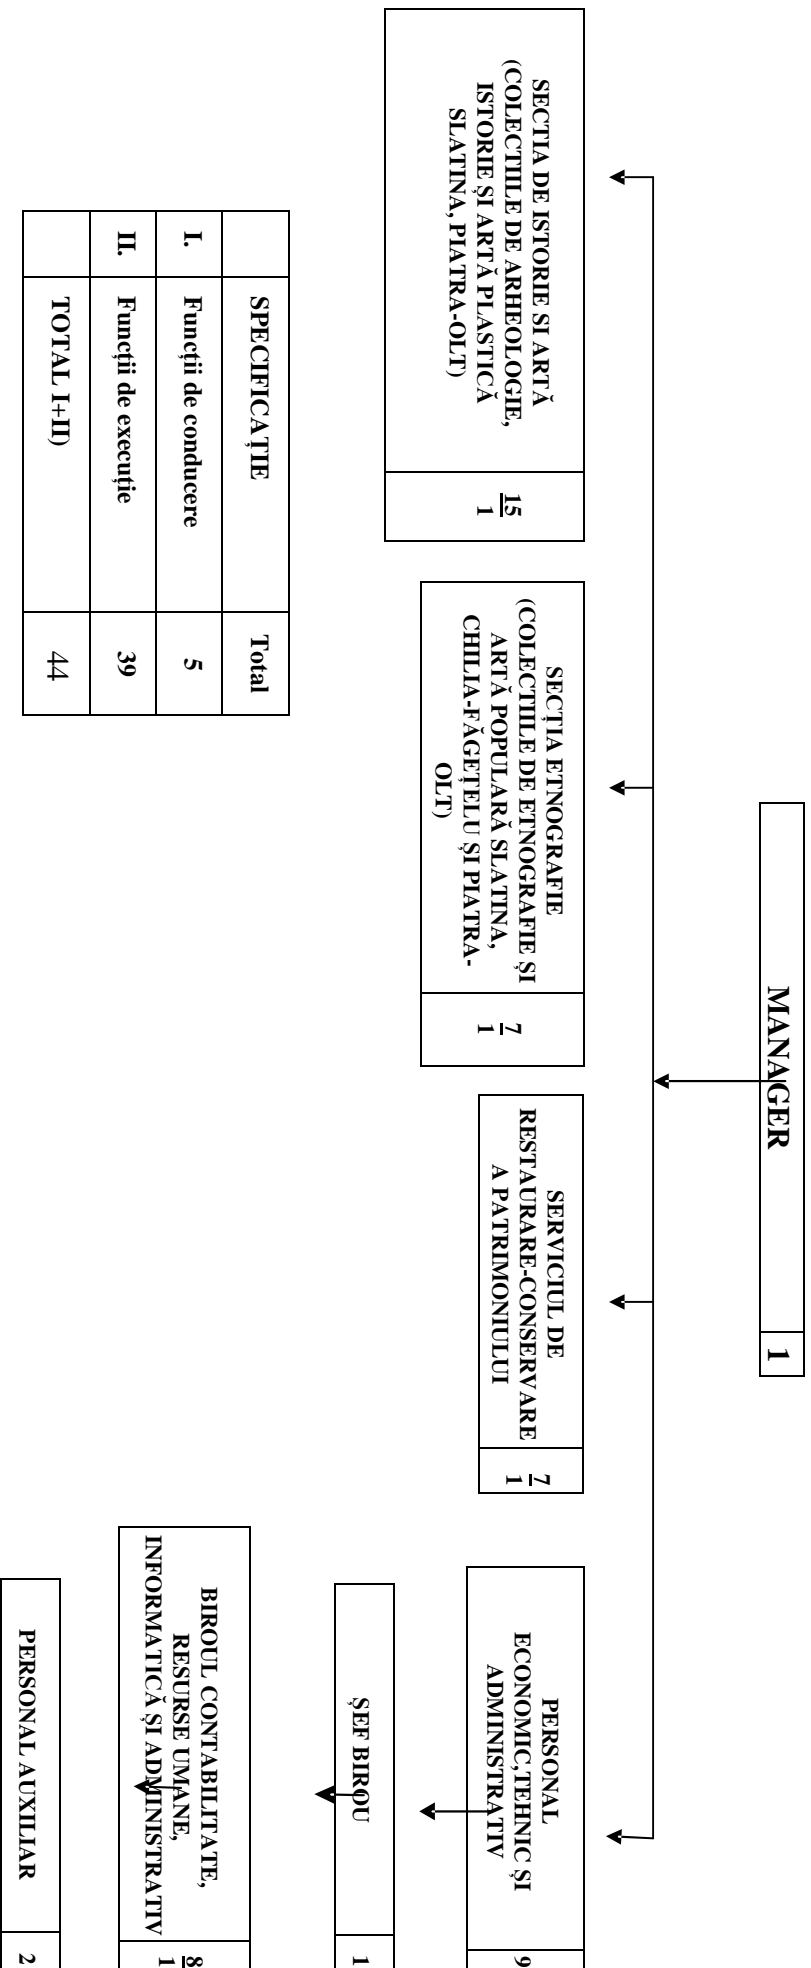 MANAGER
1
SECTIA DE ISTORIE SI ARTĂ
(COLECTIILE DE ARHEOLOGIE,
ISTORIE ȘI ARTĂ PLASTICĂ
SLATINA, PIATRA-OLT)
15
1
SECȚIA ETNOGRAFIE
(COLECTIILE DE ETNOGRAFIE ȘI
ARTĂ POPULARĂ SLATINA,
CHILIA-FĂGEȚELU ȘI PIATRA-
OLT)
7
1
SERVICIUL DE
RESTAURARE-CONSERVARE
A PATRIMONIULUI
7
1
PERSONAL
ECONOMIC,TEHNIC ȘI
ADMINISTRATIV
9
ȘEF BIROU
1
BIROUL CONTABILITATE,
RESURSE UMANE,
INFORMATICĂ ȘI ADMINISTRATIV
8
1
PERSONAL AUXILIAR
2
SPECIFICAȚIE Total
I. Funcții de conducere 5
II. Funcții de execuție 39
TOTAL I+II) 44